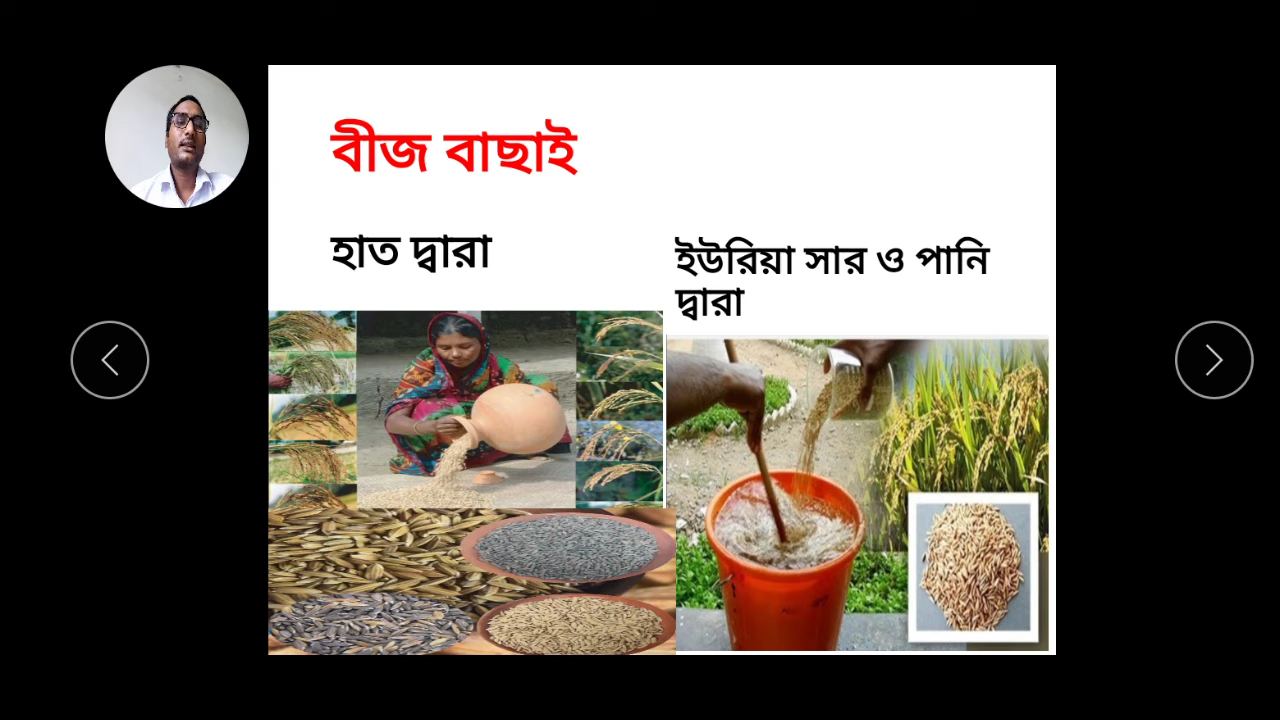 বীজ বাছাই
হাত দ্বারা
ইউরিয়া সার ও পানি
দ্বারা